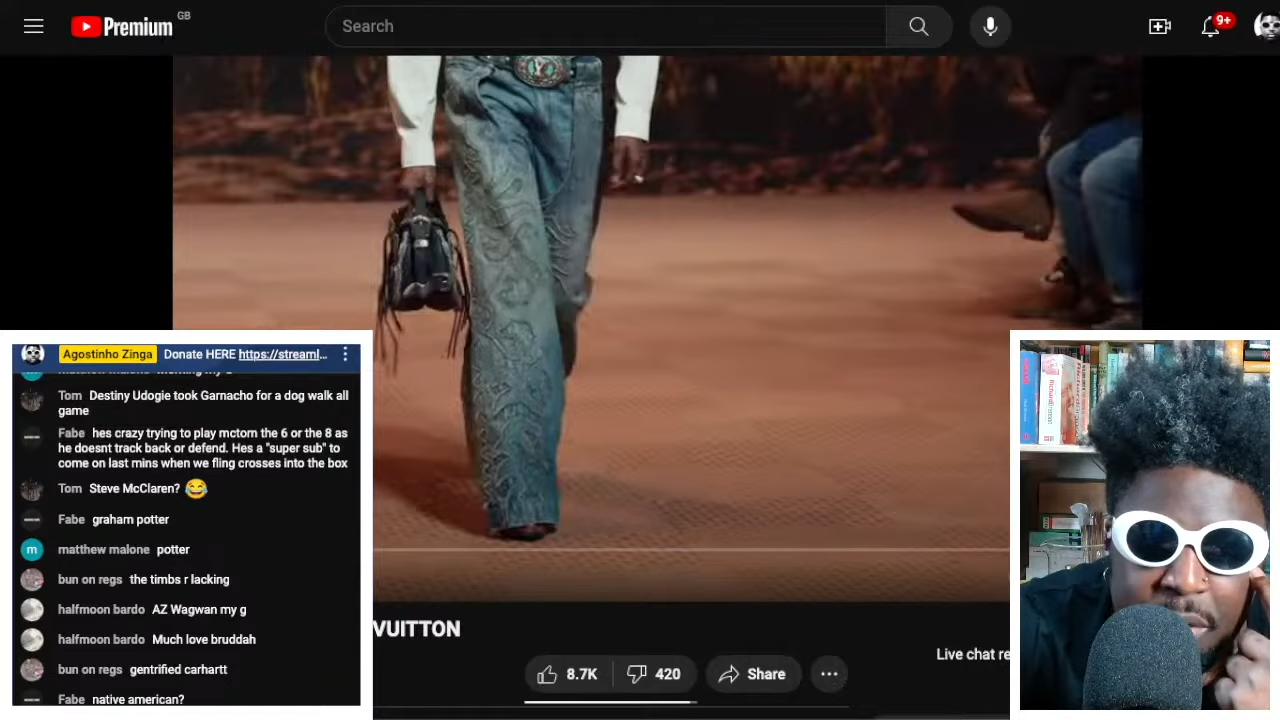 Premium GB
Search
9+
Agostinho Zinga Donate HERE https://streaml...
Tom Destiny Udogie took Garnacho for a dog walk all
game
Fabe hes crazy trying to play mctom the 6 or the 8 as
he doesnt track back or defend. Hes a "super sub" to
come on last mins when we fling crosses into the box
Tom Steve McClaren? 😂
Fabe graham potter
m matthew malone potter
bun on regs the timbs r lacking
halfmoon bardo AZ Wagwan my g
halfmoon bardo Much love bruddah
bun on regs gentrified carhartt
Fabe native american?
VUITTON
8.7K 420 Share
Live chat re